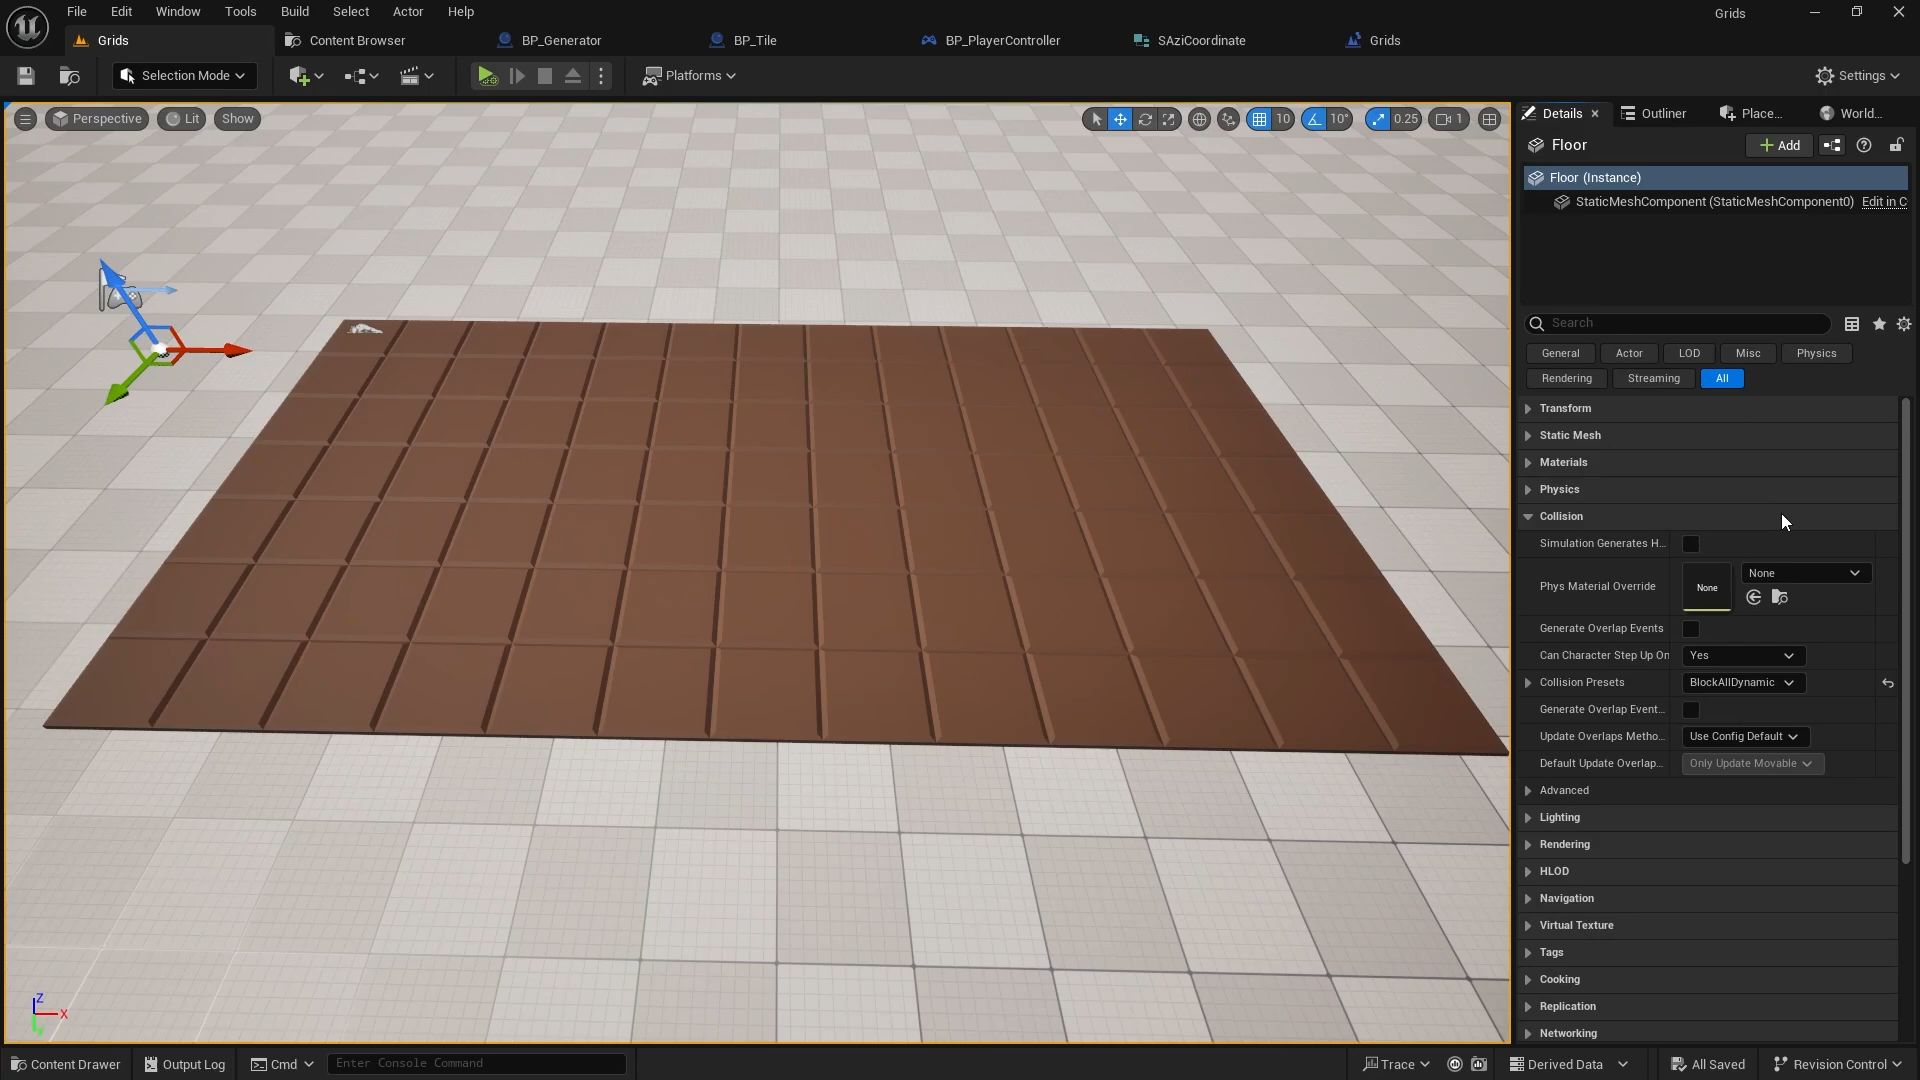 File Edit Window Tools Build Select Actor Help
Grids
Grids Content Browser BP_Generator BP_Tile BP_PlayerController SAziCoordinate Grids
Selection Mode Platforms Settings
Perspective Lit Show 10 10° 0.25 1
Details Outliner Place... World...
Floor Add
Floor (Instance)
StaticMeshComponent (StaticMeshComponent0) Edit in C
Search
General Actor LOD Misc Physics
Rendering Streaming All
Transform
Static Mesh
Materials
Physics
Collision
Simulation Generates H...
Phys Material Override None None
Generate Overlap Events
Can Character Step Up On Yes
Collision Presets BlockAllDynamic
Generate Overlap Event...
Update Overlaps Metho... Use Config Default
Default Update Overlap... Only Update Movable
Advanced
Lighting
Rendering
HLOD
Navigation
Virtual Texture
Tags
Cooking
Replication
Networking
Z
X
Y
Content Drawer Output Log Cmd Enter Console Command Trace Derived Data All Saved Revision Control